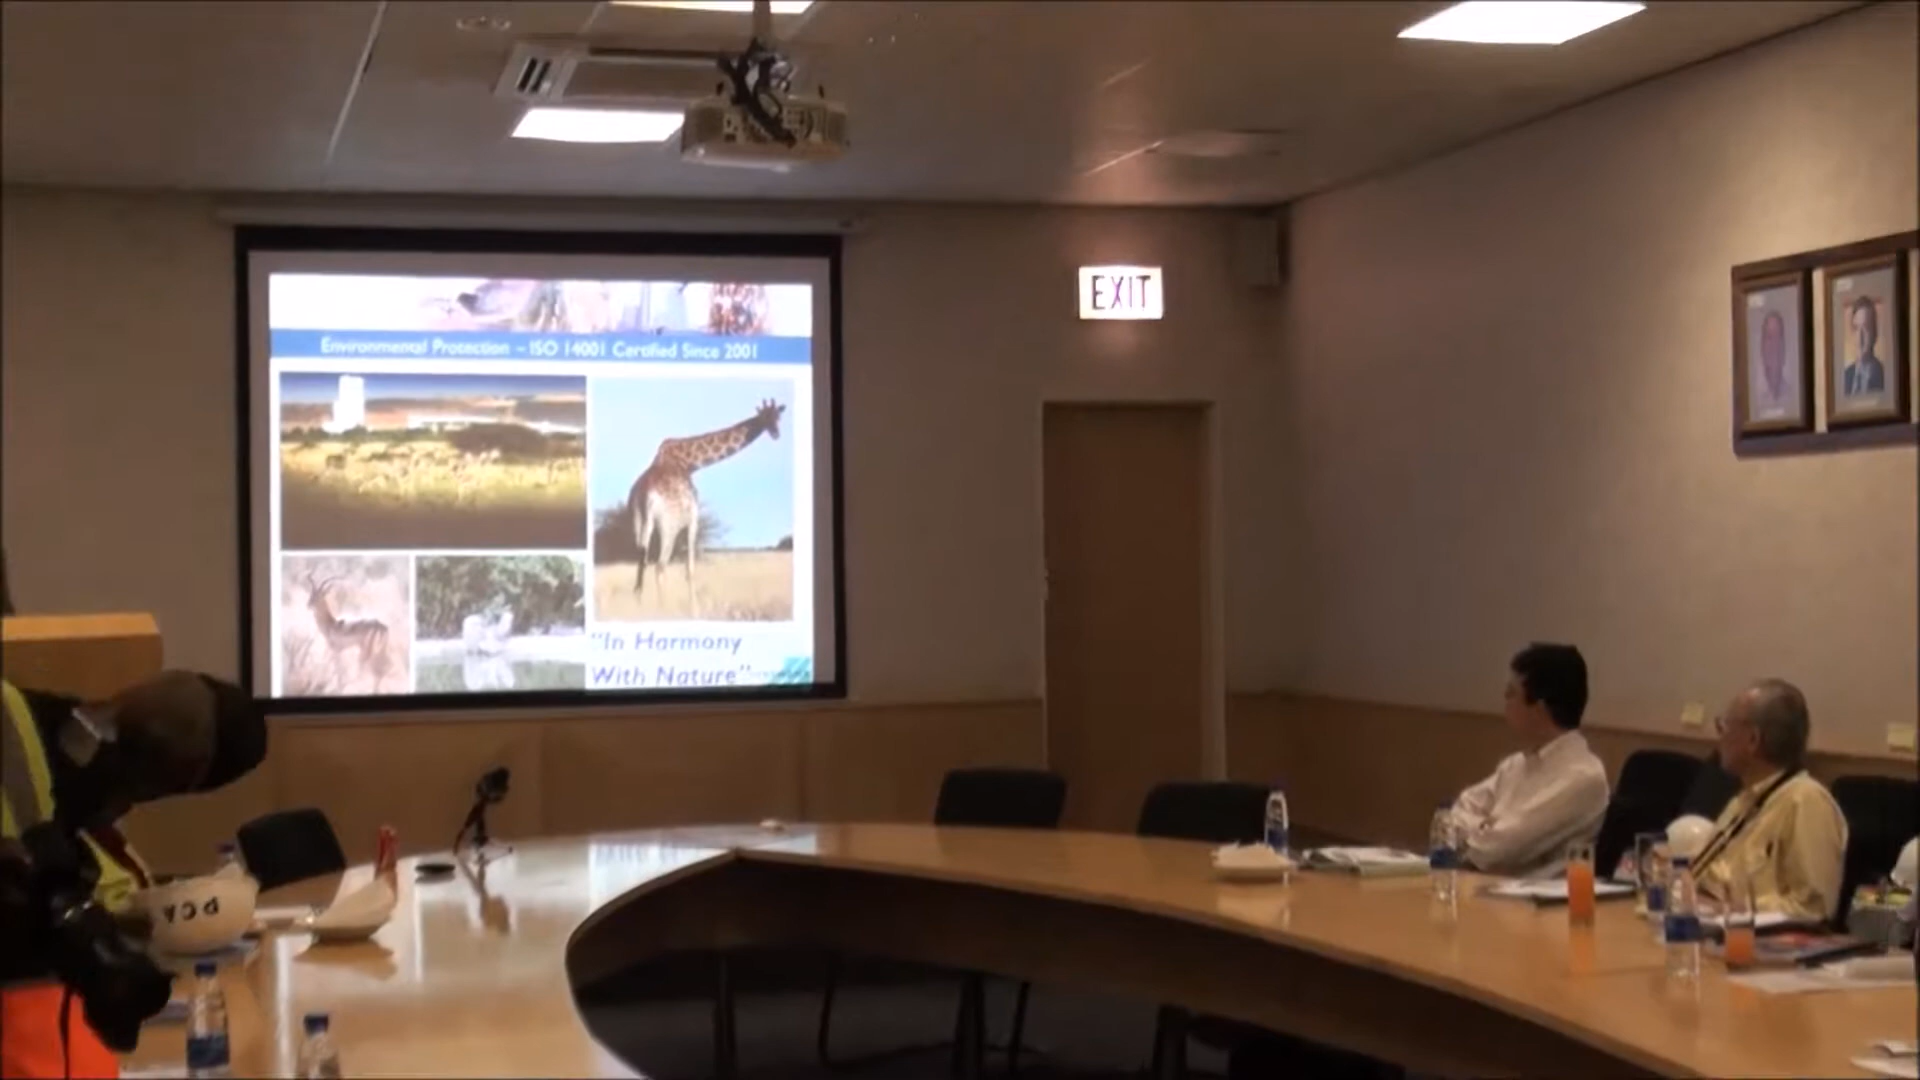 Environmental Protection – ISO 14001 Certified Since 2001
EXIT
"In Harmony
With Nature"
DCA